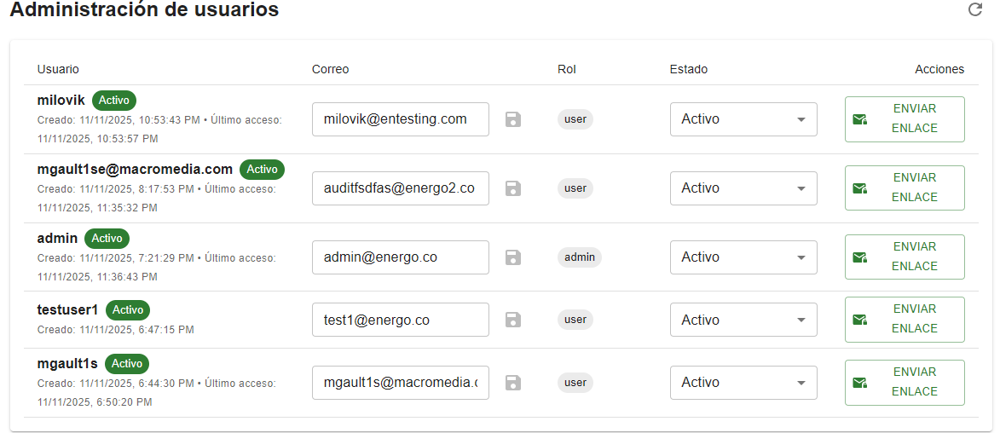 Administración de usuarios
Usuario Correo Rol Estado Acciones
milovik Activo
Creado: 11/11/2025, 10:53:43 PM • Último acceso:
11/11/2025, 10:53:57 PM
milovik@entesting.com
user
Activo
ENVIAR
ENLACE
mgault1se@macromedia.com Activo
Creado: 11/11/2025, 8:17:53 PM • Último acceso:
11/11/2025, 11:35:32 PM
auditfsdfas@energo2.co
user
Activo
ENVIAR
ENLACE
admin Activo
Creado: 11/11/2025, 7:21:29 PM • Último acceso:
11/11/2025, 11:36:43 PM
admin@energo.co
admin
Activo
ENVIAR
ENLACE
testuser1 Activo
Creado: 11/11/2025, 6:47:15 PM
test1@energo.co
user
Activo
ENVIAR
ENLACE
mgault1s Activo
Creado: 11/11/2025, 6:44:30 PM • Último acceso:
11/11/2025, 6:50:20 PM
mgault1s@macromedia.c
user
Activo
ENVIAR
ENLACE